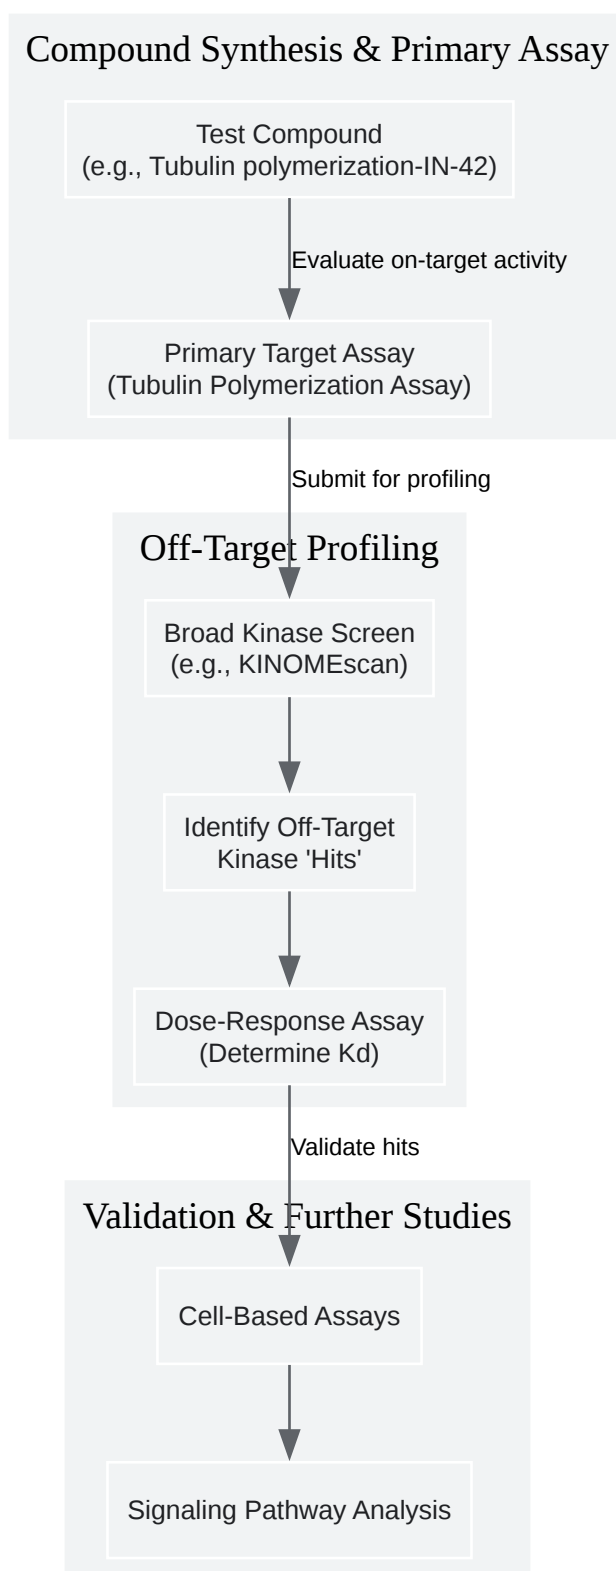 Compound Synthesis & Primary Assay
Test Compound
(e.g., Tubulin polymerization-IN-42)
Evaluate on-target activity
Primary Target Assay
(Tubulin Polymerization Assay)
Submit for profiling
Off-Target Profiling
Broad Kinase Screen
(e.g., KINOMEscan)
Identify Off-Target
Kinase 'Hits'
Dose-Response Assay
(Determine Kd)
Validate hits
Validation & Further Studies
Cell-Based Assays
Signaling Pathway Analysis